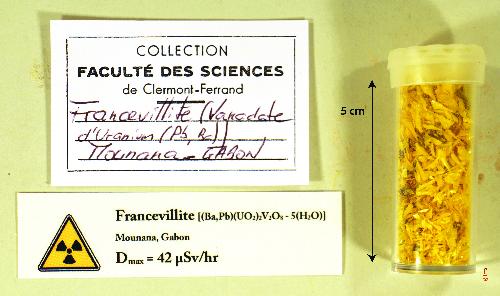 COLLECTION
FACULTÉ DES SCIENCES
de Clermont-Ferrand
Francevillite (Vanadate
d'Uranium (Pb, Ba))
Mounana - GABON
5 cm
Francevillite [(Ba,Pb)(UO₂)₂V₂O₈ - 5(H₂O)]
Mounana, Gabon
Dmax = 42 µSv/hr